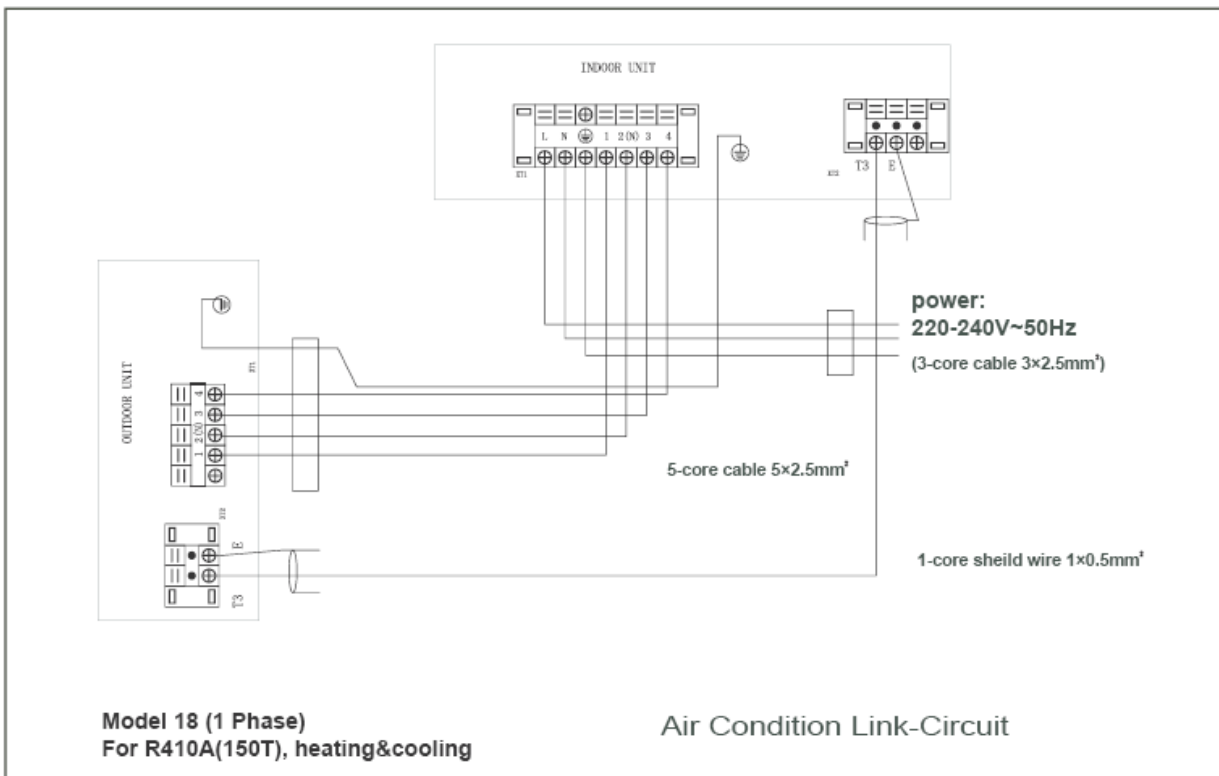 INDOOR UNIT
L N 1 2(N) 3 4
T3 E
power:
220-240V~50Hz
(3-core cable 3×2.5mm²)
OUTDOOR UNIT
4
3
2(N)
1
5-core cable 5×2.5mm²
E
T3
1-core sheild wire 1×0.5mm²
Model 18 (1 Phase)
For R410A(150T), heating&cooling
Air Condition Link-Circuit